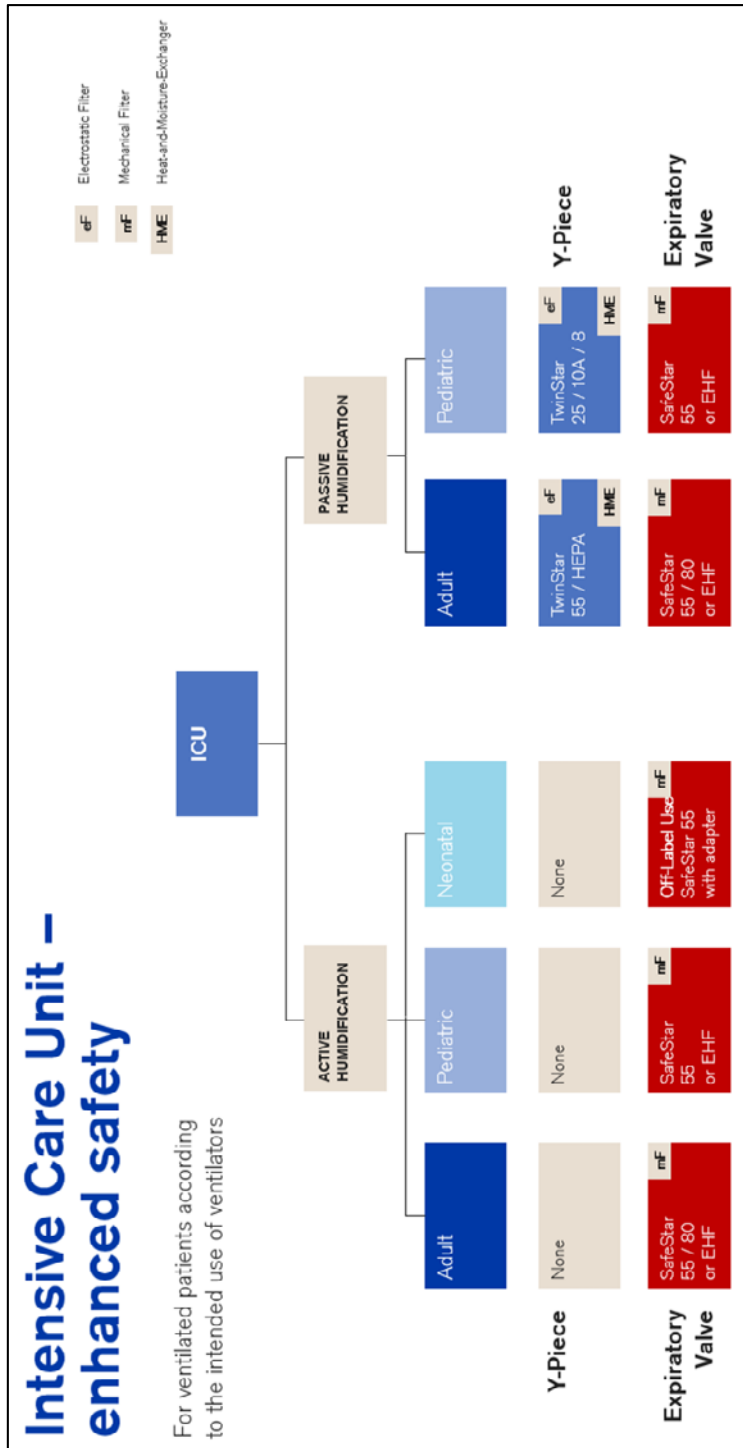 Intensive Care Unit –
enhanced safety
For ventilated patients according
to the intended use of ventilators
eF
Electrostatic Filter
mF
Mechanical Filter
HME
Heat-and-Moisture-Exchanger
ICU
ACTIVE
HUMIDIFICATION
PASSIVE
HUMIDIFICATION
Adult
Pediatric
Neonatal
Adult
Pediatric
Y-Piece
None
None
None
TwinStar
55 / HEPA
eF
HME
TwinStar
25 / 10A / 8
eF
HME
Y-Piece
Expiratory
Valve
SafeStar
55 / 80
or EHF
mF
SafeStar
55
or EHF
mF
Off-Label Use
SafeStar 55
with adapter
mF
SafeStar
55 / 80
or EHF
mF
SafeStar
55
or EHF
mF
Expiratory
Valve